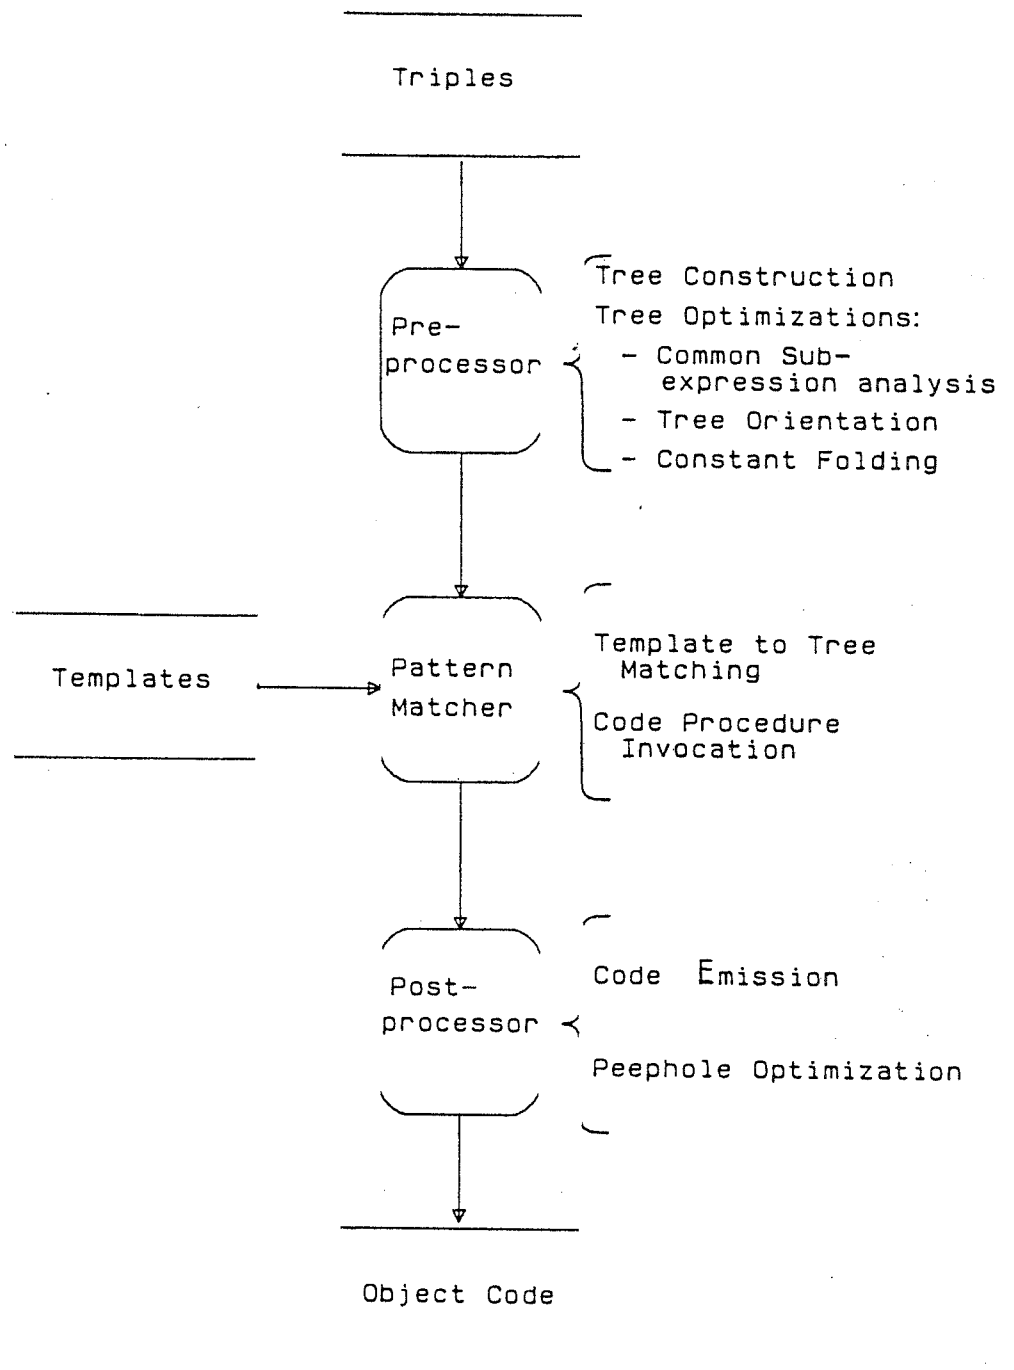 Triples
Pre-
processor
Tree Construction
Tree Optimizations:
- Common Sub-
expression analysis
- Tree Orientation
- Constant Folding
Templates
Pattern
Matcher
Template to Tree
Matching
Code Procedure
Invocation
Post-
processor
Code Emission
Peephole Optimization
Object Code